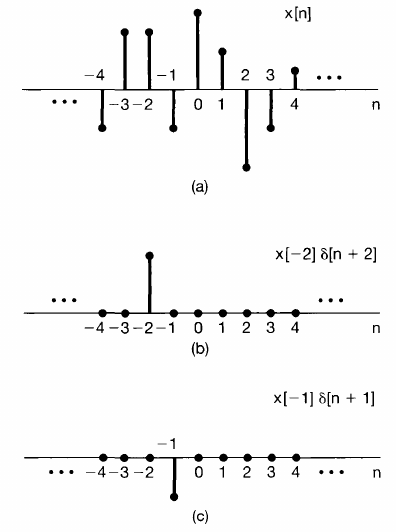 x[n]
−4 −1 2 3 •••
••• −3 −2 0 1 4 n
(a)
x[−2] δ[n + 2]
••• •••
−4 −3 −2 −1 0 1 2 3 4 n
(b)
x[−1] δ[n + 1]
−1
••• −4 −3 −2 0 1 2 3 4 ••• n
(c)